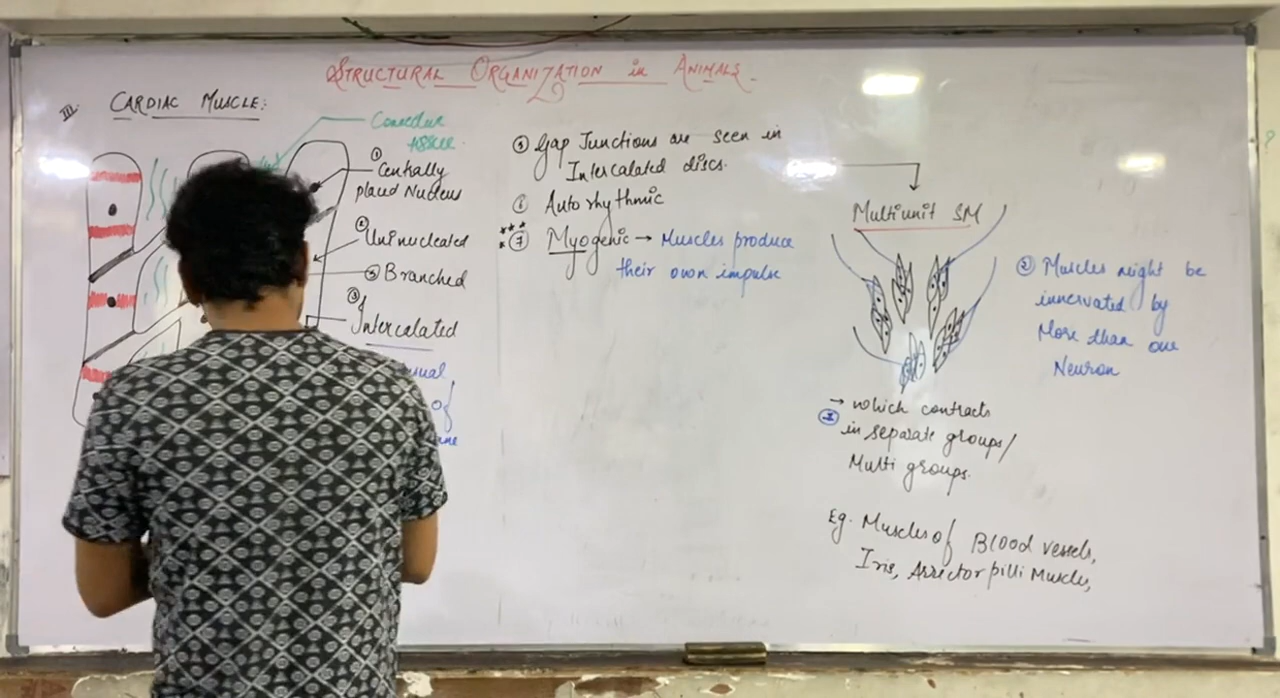 STRUCTURAL ORGANIZATION in ANIMALS.
III. CARDIAC MUSCLE:
Connective
tissue.
① Centrally
placed Nucleus
② Uninucleated
Branched
③ Intercalated
of
⑤ Gap Junctions are seen in
Intercalated discs.
⑥ Autorhythmic
***
*⑦ Myogenic → Muscles produce
their own impulse
Multiunit SM
② Muscles might be
innervated by
More than one
Neuron
→ which contracts
① in separate groups/
Multi groups.
Eg. Muscles of Blood vessels,
Iris, Arrector pilli Muscle,